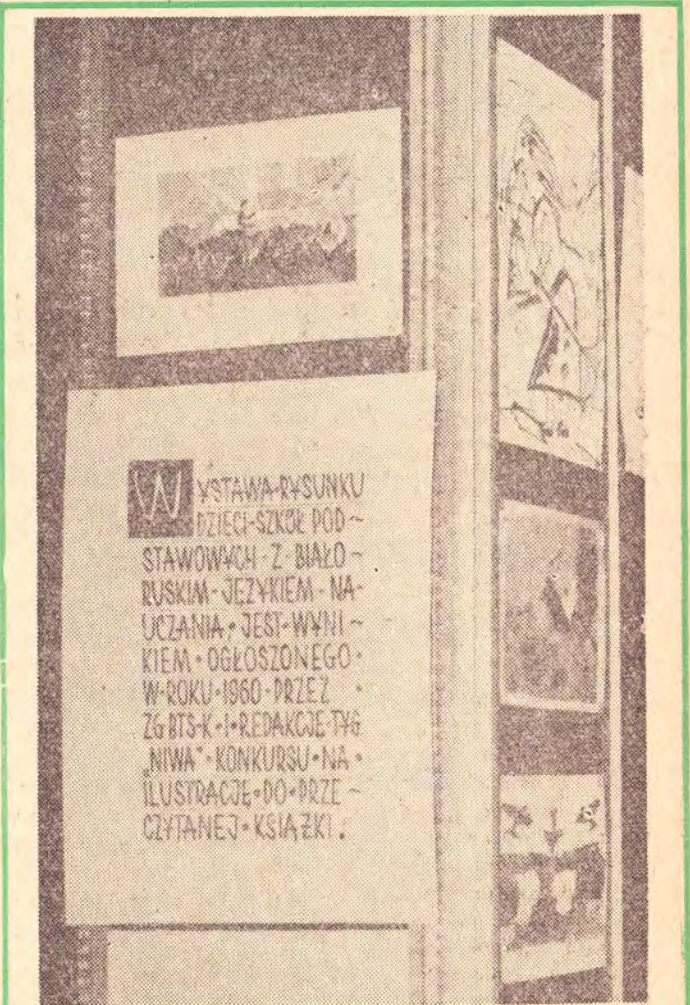 WYSTAWA·RYSUNKU
DZIECI·SZKÓŁ POD~
STAWOWYCH·Z·BIAŁO~
RUSKIM·JĘZYKIEM·NA-
UCZANIA·JEST·WYNI~
KIEM·OGŁOSZONEGO·
W·ROKU·1960·PRZEZ·
ZG BTS-K·I·REDAKCJĘ·TYG
„NIWA"·KONKURSU·NA·
ILUSTRACJĘ·DO·PRZE~
CZYTANEJ·KSIĄŻKI.